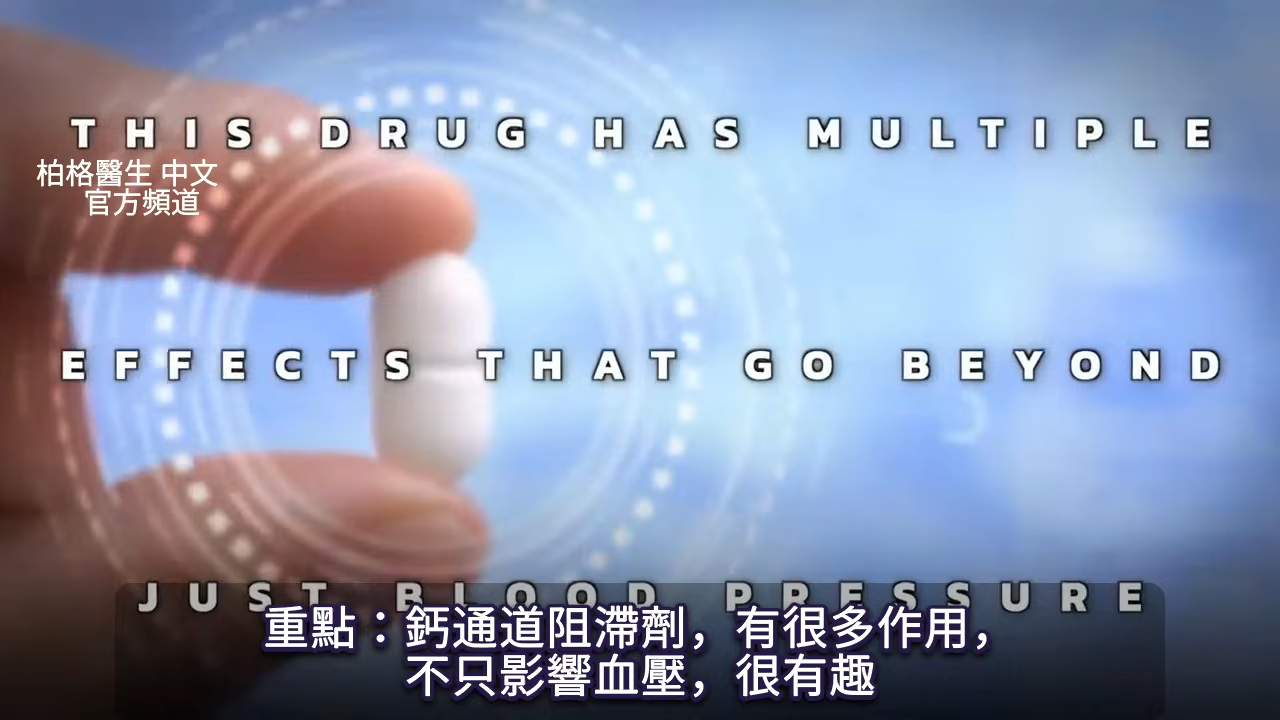 THIS DRUG HAS MULTIPLE
柏格醫生 中文
官方頻道
EFFECTS THAT GO BEYOND
JUST BLOOD PRESSURE
重點：鈣通道阻滯劑，有很多作用，
不只影響血壓，很有趣